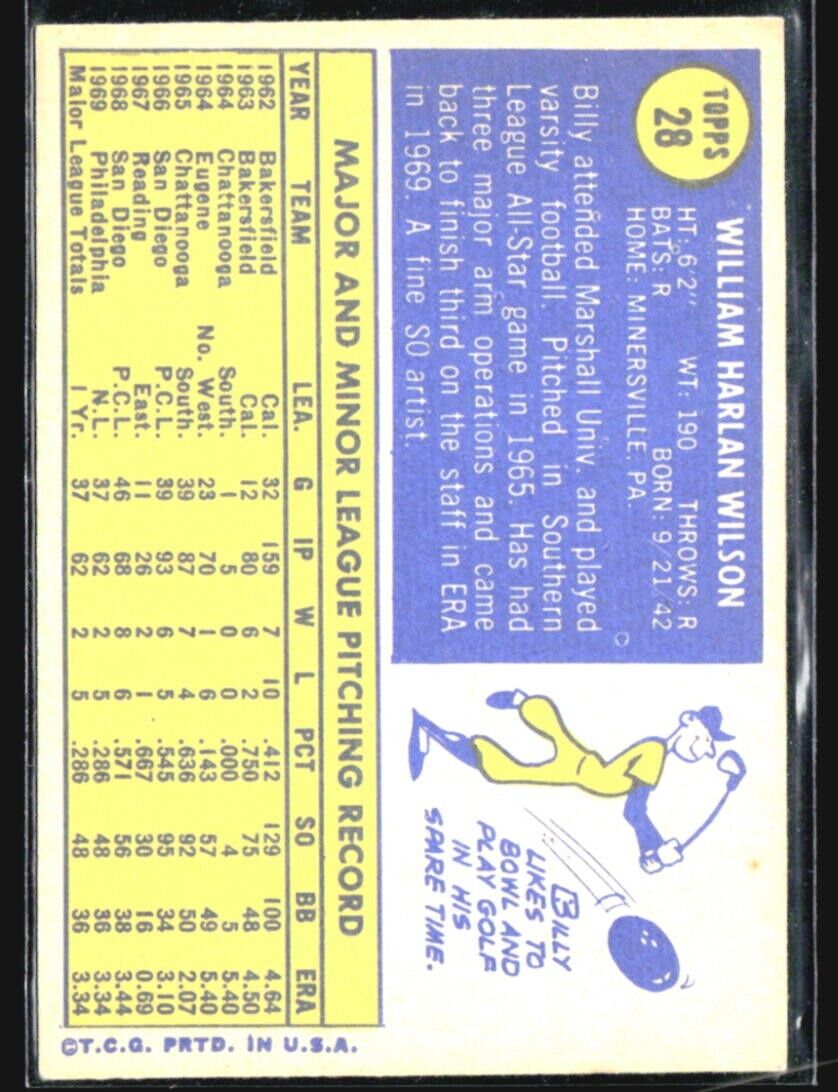 TOPPS
28
WILLIAM HARLAN WILSON
HT: 6'2" WT: 190 THROWS: R
BATS: R BORN: 9/21/42
HOME: MINERSVILLE, PA.
Billy attended Marshall Univ. and played
varsity football. Pitched in Southern
League All-Star game in 1965. Has had
three major arm operations and came
back to finish third on the staff in ERA
in 1969. A fine SO artist.
BILLY
LIKES TO
BOWL AND
PLAY GOLF
IN HIS
SPARE TIME.
MAJOR AND MINOR LEAGUE PITCHING RECORD
YEAR TEAM LEA. G IP W L PCT SO BB ERA
1962 Bakersfield Cal. 32 159 7 10 .412 129 100 4.64
1963 Bakersfield Cal. 12 80 6 2 .750 75 48 4.50
1964 Chattanooga South. 1 5 0 0 .000 4 5 5.40
1964 Eugene No. West. 23 70 1 6 .143 57 49 5.40
1965 Chattanooga South. 39 87 7 4 .636 92 50 2.07
1966 San Diego P.C.L. 39 93 6 5 .545 95 34 3.10
1967 Reading East. 11 26 2 1 .667 30 16 0.69
1968 San Diego P.C.L. 46 68 8 6 .571 56 38 3.44
1969 Philadelphia N.L. 37 62 2 5 .286 48 36 3.34
Major League Totals 1 Yr. 37 62 2 5 .286 48 36 3.34
©T.C.G. PRTD. IN U.S.A.